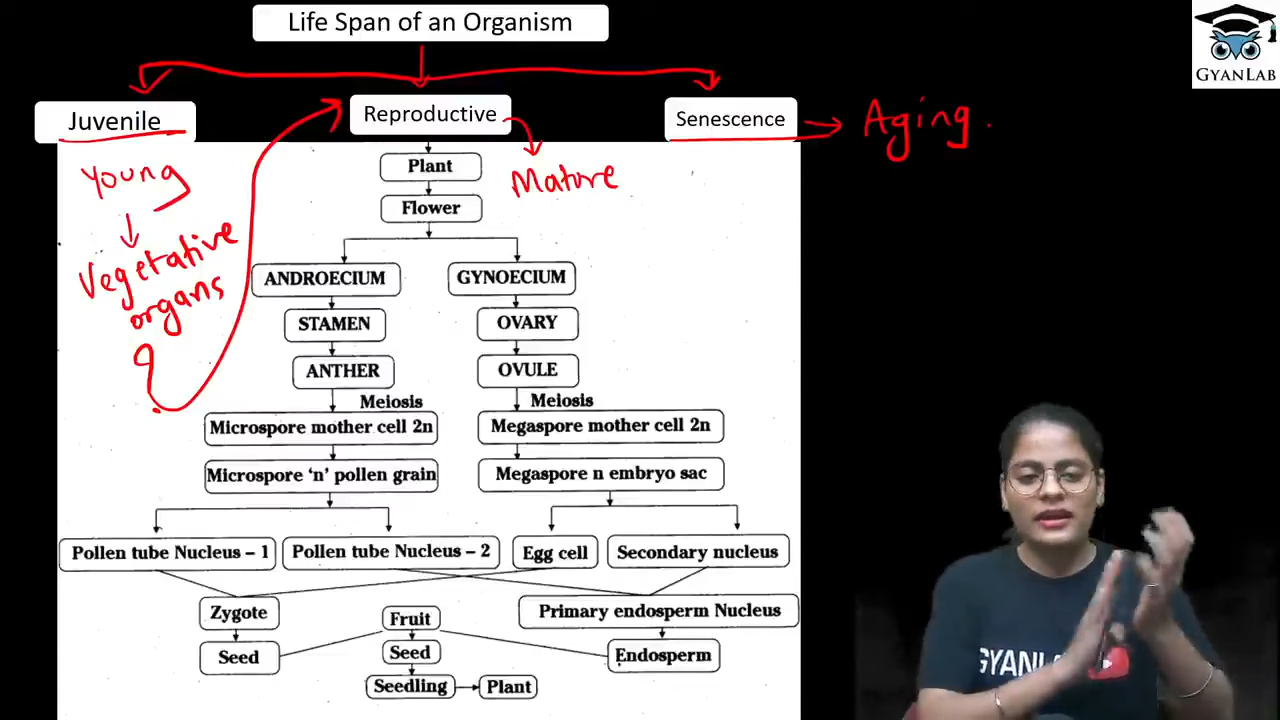 Life Span of an Organism
GYANLAB
Juvenile
Reproductive
Senescence
Aging.
Young
Mature
Vegetative
organs
Plant
Flower
ANDROECIUM
GYNOECIUM
STAMEN
OVARY
ANTHER
OVULE
Meiosis
Meiosis
Microspore mother cell 2n
Megaspore mother cell 2n
Microspore 'n' pollen grain
Megaspore n embryo sac
Pollen tube Nucleus – 1
Pollen tube Nucleus – 2
Egg cell
Secondary nucleus
Zygote
Fruit
Primary endosperm Nucleus
Seed
Seed
Endosperm
Seedling
Plant
GYANLA